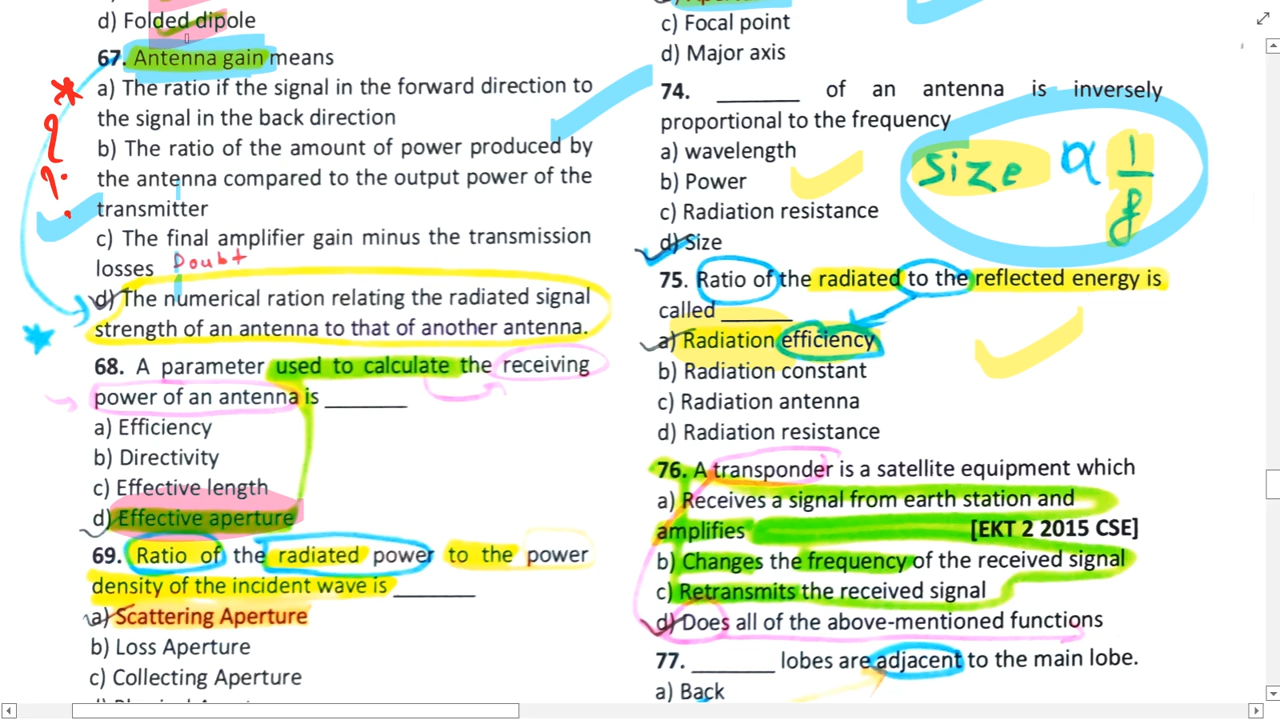 d) Folded dipole
67. Antenna gain means
a) The ratio if the signal in the forward direction to
the signal in the back direction
b) The ratio of the amount of power produced by
the antenna compared to the output power of the
transmitter
c) The final amplifier gain minus the transmission
losses Doubt
d) The numerical ration relating the radiated signal
strength of an antenna to that of another antenna.
68. A parameter used to calculate the receiving
power of an antenna is ________
a) Efficiency
b) Directivity
c) Effective length
d) Effective aperture
69. Ratio of the radiated power to the power
density of the incident wave is ________
a) Scattering Aperture
b) Loss Aperture
c) Collecting Aperture
c) Focal point
d) Major axis
74. ________ of an antenna is inversely
proportional to the frequency
a) wavelength
b) Power
c) Radiation resistance
d) Size
size ∝ 1/f
75. Ratio of the radiated to the reflected energy is
called _______
a) Radiation efficiency
b) Radiation constant
c) Radiation antenna
d) Radiation resistance
76. A transponder is a satellite equipment which
a) Receives a signal from earth station and
amplifies [EKT 2 2015 CSE]
b) Changes the frequency of the received signal
c) Retransmits the received signal
d) Does all of the above-mentioned functions
77. ________ lobes are adjacent to the main lobe.
a) Back